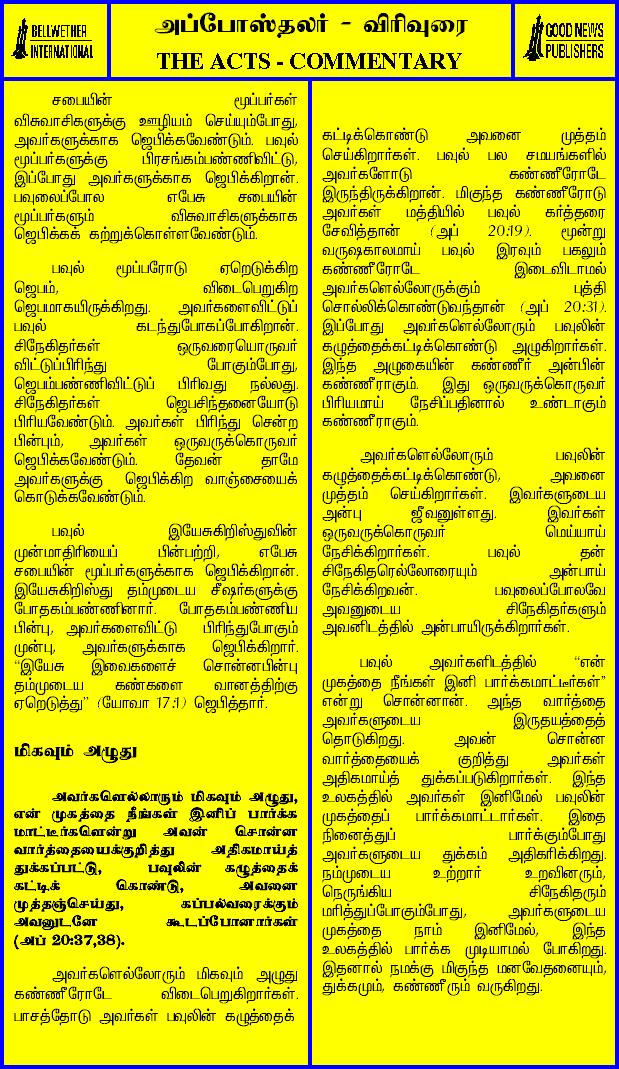 BELLWETHER
INTERNATIONAL
அப்போஸ்தலர் - விரிவுரை
THE ACTS - COMMENTARY
GOOD NEWS
PUBLISHERS
சபையின் மூப்பர்கள்
விசுவாசிகளுக்கு ஊழியம் செய்யும்போது,
அவர்களுக்காக ஜெபிக்கவேண்டும். பவுல்
மூப்பர்களுக்கு பிரசங்கம்பண்ணிவிட்டு,
இப்போது அவர்களுக்காக ஜெபிக்கிறான்.
பவுலைப்போல எபேசு சபையின்
மூப்பர்களும் விசுவாசிகளுக்காக
ஜெபிக்கக் கற்றுக்கொள்ளவேண்டும்.
பவுல் மூப்பரோடு ஏறெடுக்கிற
ஜெபம், விடைபெறுகிற
ஜெபமாகயிருக்கிறது. அவர்களைவிட்டுப்
பவுல் கடந்துபோகப்போகிறான்.
சிநேகிதர்கள் ஒருவரையொருவர்
விட்டுப்பிரிந்து போகும்போது,
ஜெபம்பண்ணிவிட்டுப் பிரிவது நல்லது.
சிநேகிதர்கள் ஜெபசிந்தனையோடு
பிரியவேண்டும். அவர்கள் பிரிந்து சென்ற
பின்பும், அவர்கள் ஒருவருக்கொருவர்
ஜெபிக்கவேண்டும். தேவன் தாமே
அவர்களுக்கு ஜெபிக்கிற வாஞ்சையைக்
கொடுக்கவேண்டும்.
பவுல் இயேசுகிறிஸ்துவின்
முன்மாதிரியைப் பின்பற்றி, எபேசு
சபையின் மூப்பர்களுக்காக ஜெபிக்கிறான்.
இயேசுகிறிஸ்து தம்முடைய சீஷர்களுக்கு
போதகம்பண்ணினார். போதகம்பண்ணிய
பின்பு, அவர்களைவிட்டு பிரிந்துபோகும்
முன்பு, அவர்களுக்காக ஜெபிக்கிறார்.
“இயேசு இவைகளைச் சொன்னபின்பு
தம்முடைய கண்களை வானத்திற்கு
ஏறெடுத்து” (யோவா 17:1) ஜெபித்தார்.
மிகவும் அழுது
அவர்களெல்லாரும் மிகவும் அழுது,
என் முகத்தை நீங்கள் இனிப் பார்க்க
மாட்டீர்களென்று அவன் சொன்ன
வார்த்தையைக்குறித்து அதிகமாய்த்
துக்கப்பட்டு, பவுலின் கழுத்தைக்
கட்டிக் கொண்டு, அவனை
முத்தஞ்செய்து, கப்பல்வரைக்கும்
அவனுடனே கூடப்போனார்கள்
(அப் 20:37,38).
அவர்களெல்லோரும் மிகவும் அழுது
கண்ணீரோடே விடைபெறுகிறார்கள்.
பாசத்தோடு அவர்கள் பவுலின் கழுத்தைக்
கட்டிக்கொண்டு அவனை முத்தம்
செய்கிறார்கள். பவுல் பல சமயங்களில்
அவர்களோடு கண்ணீரோடே
இருந்திருக்கிறான். மிகுந்த கண்ணீரோடு
அவர்கள் மத்தியில் பவுல் கர்த்தரை
சேவித்தான் (அப் 20:19). மூன்று
வருஷகாலமாய் பவுல் இரவும் பகலும்
கண்ணீரோடே இடைவிடாமல்
அவர்களெல்லோருக்கும் புத்தி
சொல்லிக்கொண்டுவந்தான் (அப் 20:31).
இப்போது அவர்களெல்லோரும் பவுலின்
கழுத்தைக்கட்டிக்கொண்டு அழுகிறார்கள்.
இந்த அழுகையின் கண்ணீர் அன்பின்
கண்ணீராகும். இது ஒருவருக்கொருவர்
பிரியமாய் நேசிப்பதினால் உண்டாகும்
கண்ணீராகும்.
அவர்களெல்லோரும் பவுலின்
கழுத்தைக்கட்டிக்கொண்டு, அவனை
முத்தம் செய்கிறார்கள். இவர்களுடைய
அன்பு ஜீவனுள்ளது. இவர்கள்
ஒருவருக்கொருவர் மெய்யாய்
நேசிக்கிறார்கள். பவுல் தன்
சிநேகிதரெல்லோரையும் அன்பாய்
நேசிக்கிறவன். பவுலைப்போலவே
அவனுடைய சிநேகிதர்களும்
அவனிடத்தில் அன்பாயிருக்கிறார்கள்.
பவுல் அவர்களிடத்தில் “என்
முகத்தை நீங்கள் இனி பார்க்கமாட்டீர்கள்”
என்று சொன்னான். அந்த வார்த்தை
அவர்களுடைய இருதயத்தைத்
தொடுகிறது. அவன் சொன்ன
வார்த்தையைக் குறித்து அவர்கள்
அதிகமாய்த் துக்கப்படுகிறார்கள். இந்த
உலகத்தில் அவர்கள் இனிமேல் பவுலின்
முகத்தைப் பார்க்கமாட்டார்கள். இதை
நினைத்துப் பார்க்கும்போது
அவர்களுடைய துக்கம் அதிகரிக்கிறது.
நம்முடைய உற்றார் உறவினரும்,
நெருங்கிய சிநேகிதரும்
மரித்துப்போகும்போது, அவர்களுடைய
முகத்தை நாம் இனிமேல், இந்த
உலகத்தில் பார்க்க முடியாமல் போகிறது.
இதனால் நமக்கு மிகுந்த மனவேதனையும்,
துக்கமும், கண்ணீரும் வருகிறது.